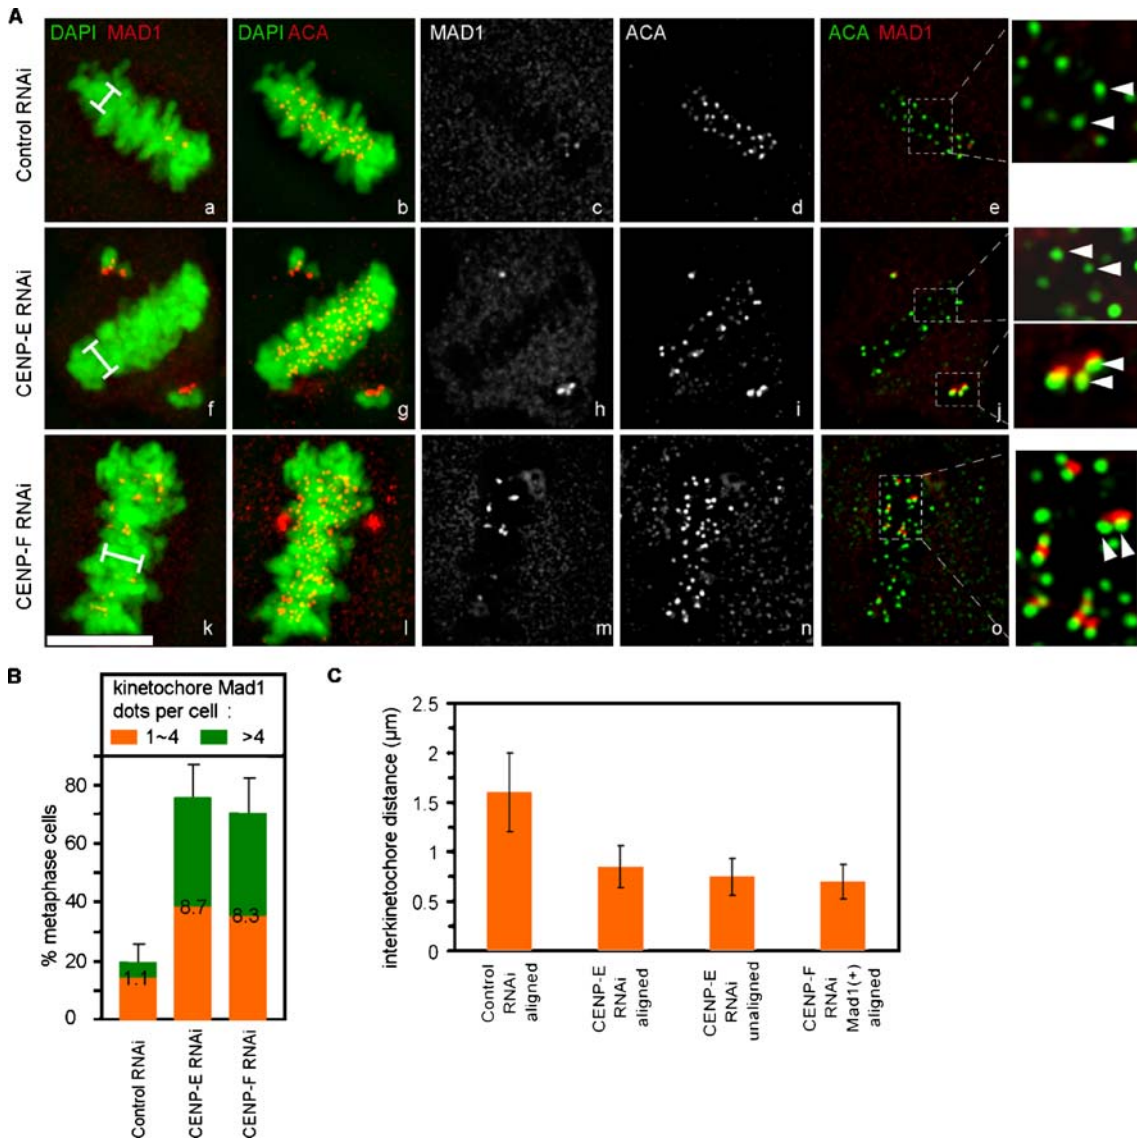 A
DAPI MAD1
DAPI ACA
MAD1
ACA
ACA MAD1
Control RNAi
a
b
c
d
e
CENP-E RNAi
f
g
h
i
j
CENP-F RNAi
k
l
m
n
o
B
kinetochore Mad1
dots per cell :
1~4
>4
% metaphase cells
80
60
40
20
0
1.1
8.7
8.3
Control RNAi
CENP-E RNAi
CENP-F RNAi
C
interkinetochore distance (µm)
2.5
2
1.5
1
0.5
0
Control
RNAi
aligned
CENP-E
RNAi
aligned
CENP-E
RNAi
unaligned
CENP-F
RNAi
Mad1(+)
aligned